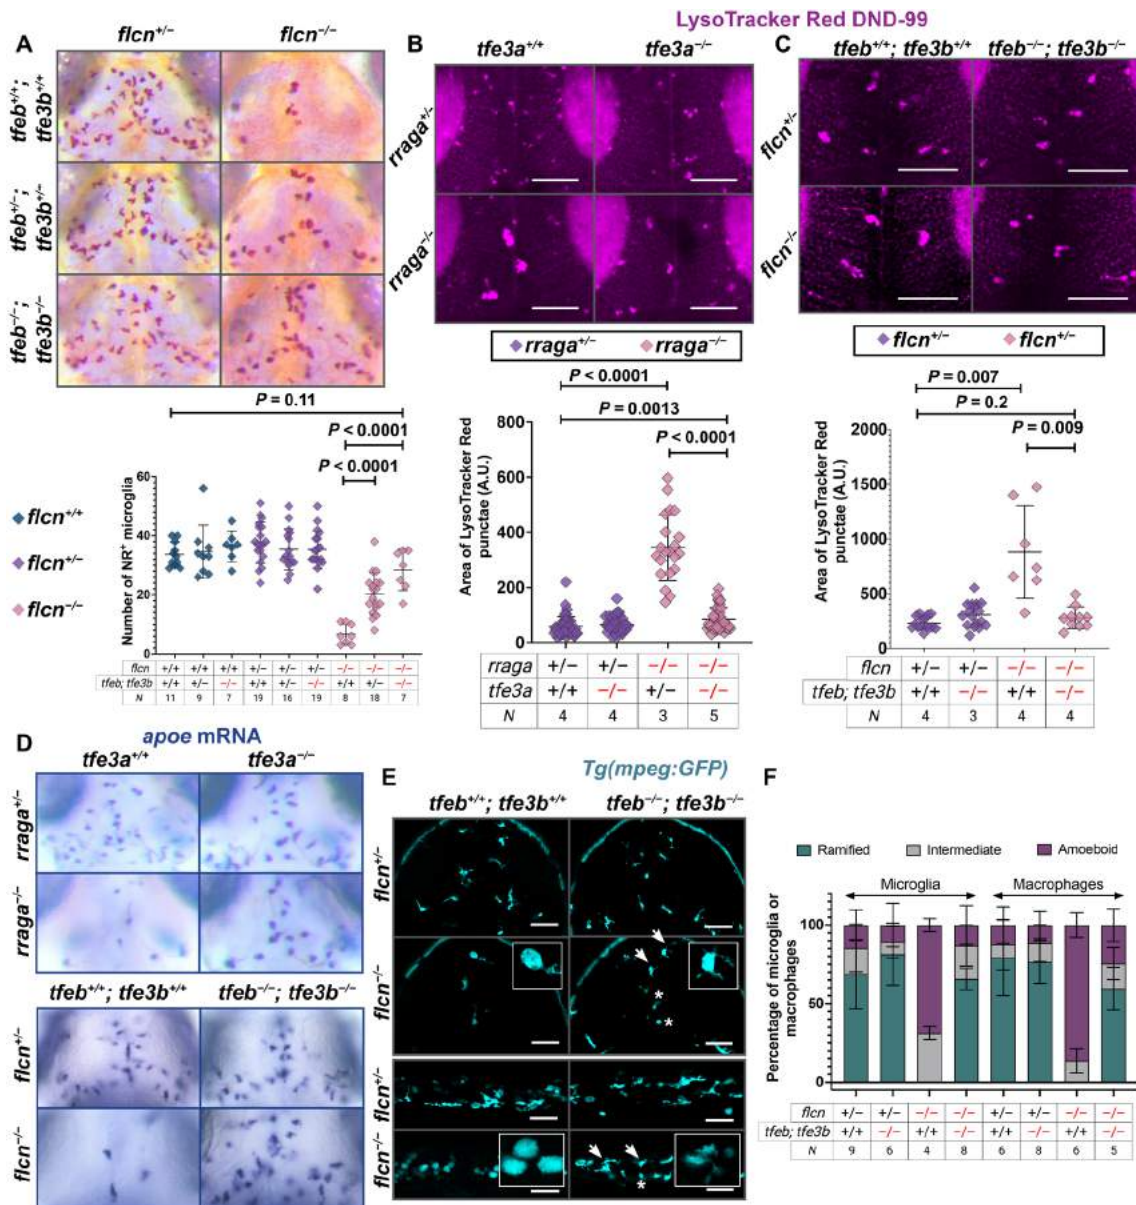 LysoTracker Red DND-99
A
flcn+/–
flcn–/–
tfeb+/+;
tfe3b+/+
tfeb+/–;
tfe3b+/–
tfeb–/–;
tfe3b–/–
P = 0.11
P < 0.0001
P < 0.0001
Number of NR+ microglia
60
40
20
0
flcn+/+
flcn+/–
flcn–/–
flcn +/+ +/+ +/+ +/– +/– +/– –/– –/– –/–
tfeb; tfe3b +/+ +/– –/– +/+ +/– –/– +/+ +/– –/–
N 11 9 7 19 16 19 8 18 7
B
tfe3a+/+
tfe3a–/–
rraga+/–
rraga–/–
rraga+/–
rraga–/–
P < 0.0001
P = 0.0013
P < 0.0001
Area of LysoTracker Red
punctae (A.U.)
800
600
400
200
0
rraga +/– +/– –/– –/–
tfe3a +/+ –/– +/– –/–
N 4 4 3 5
C
tfeb+/+; tfe3b+/+
tfeb–/–; tfe3b–/–
flcn+/–
flcn–/–
flcn+/–
flcn+/–
P = 0.007
P = 0.2
P = 0.009
Area of LysoTracker Red
punctae (A.U.)
2000
1500
1000
500
0
flcn +/– +/– –/– –/–
tfeb; tfe3b +/+ –/– +/+ –/–
N 4 3 4 4
D
apoe mRNA
tfe3a+/+
tfe3a–/–
rraga+/–
rraga–/–
tfeb+/+; tfe3b+/+
tfeb–/–; tfe3b–/–
flcn+/–
flcn–/–
E
Tg(mpeg:GFP)
tfeb+/+; tfe3b+/+
tfeb–/–; tfe3b–/–
flcn+/–
flcn–/–
*
*
flcn+/–
flcn–/–
*
F
Ramified
Intermediate
Amoeboid
Microglia
Macrophages
Percentage of microglia or
macrophages
100
50
0
flcn +/– +/– –/– –/– +/– +/– –/– –/–
tfeb; tfe3b +/+ –/– +/+ –/– +/+ –/– +/+ –/–
N 9 6 4 8 6 8 6 5